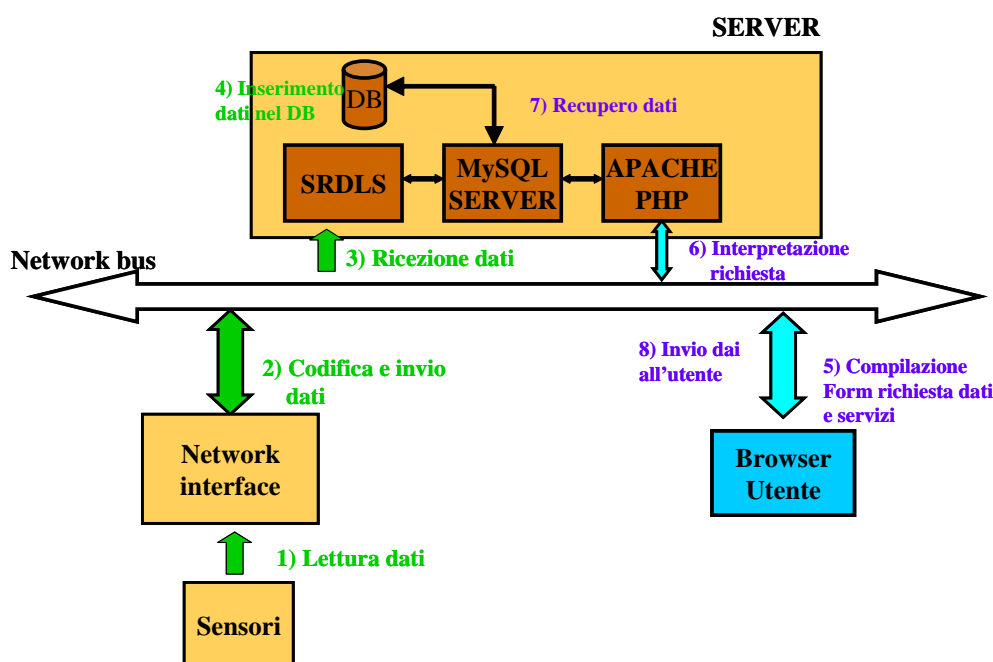 SERVER
4) Inserimento
dati nel DB
DB
7) Recupero dati
SRDLS
MySQL
SERVER
APACHE
PHP
Network bus
3) Ricezione dati
6) Interpretazione
richiesta
2) Codifica e invio
dati
8) Invio dai
all'utente
5) Compilazione
Form richiesta dati
e servizi
Network
interface
Browser
Utente
1) Lettura dati
Sensori